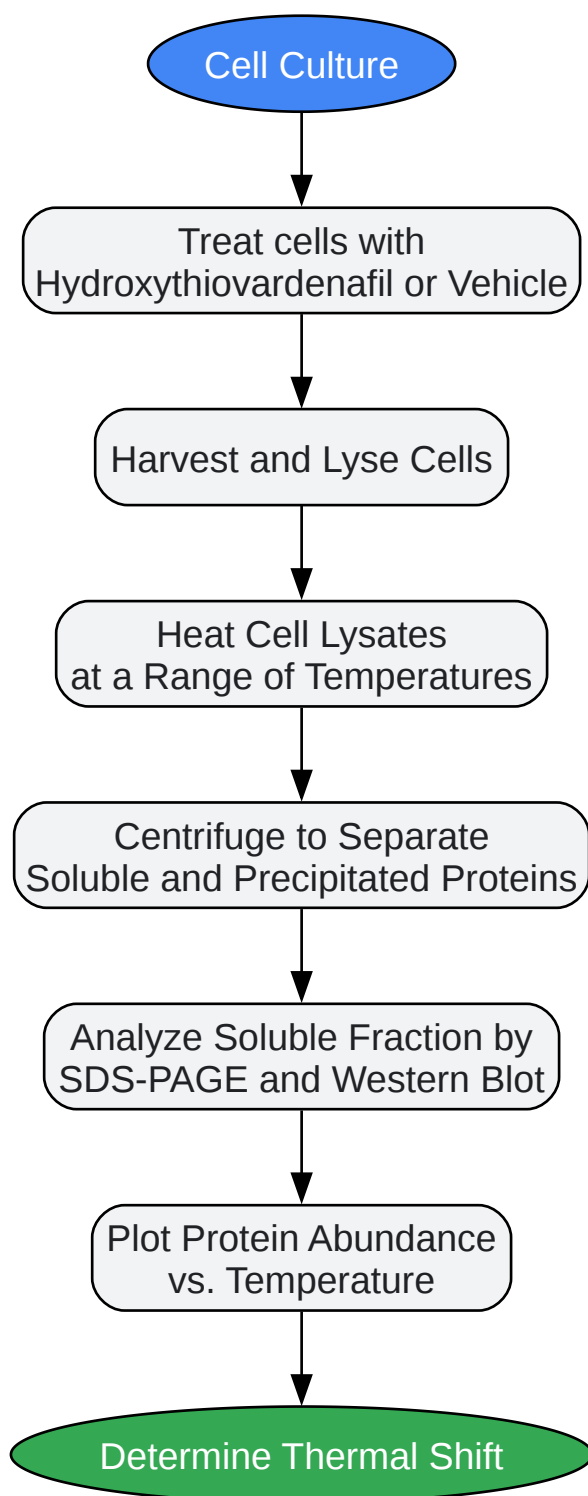 Cell Culture
Treat cells with
Hydroxythiovardenafil or Vehicle
Harvest and Lyse Cells
Heat Cell Lysates
at a Range of Temperatures
Centrifuge to Separate
Soluble and Precipitated Proteins
Analyze Soluble Fraction by
SDS-PAGE and Western Blot
Plot Protein Abundance
vs. Temperature
Determine Thermal Shift